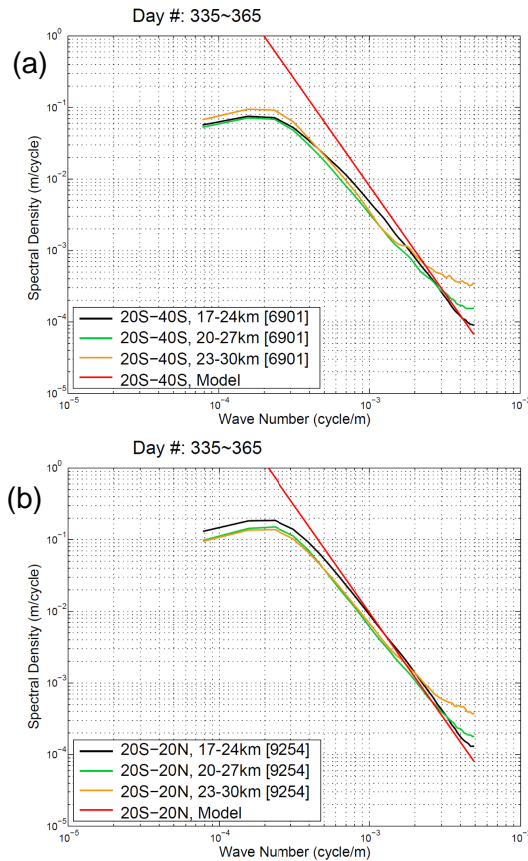 Day #: 335~365
(a)
10^0
10^-1
10^-2
10^-3
10^-4
10^-5
Spectral Density (m/cycle)
20S−40S, 17-24km [6901]
20S−40S, 20-27km [6901]
20S−40S, 23-30km [6901]
20S−40S, Model
10^-5
10^-4
10^-3
10^-2
Wave Number (cycle/m)
Day #: 335~365
(b)
10^0
10^-1
10^-2
10^-3
10^-4
10^-5
Spectral Density (m/cycle)
20S−20N, 17-24km [9254]
20S−20N, 20-27km [9254]
20S−20N, 23-30km [9254]
20S−20N, Model
10^-5
10^-4
10^-3
10^-2
Wave Number (cycle/m)